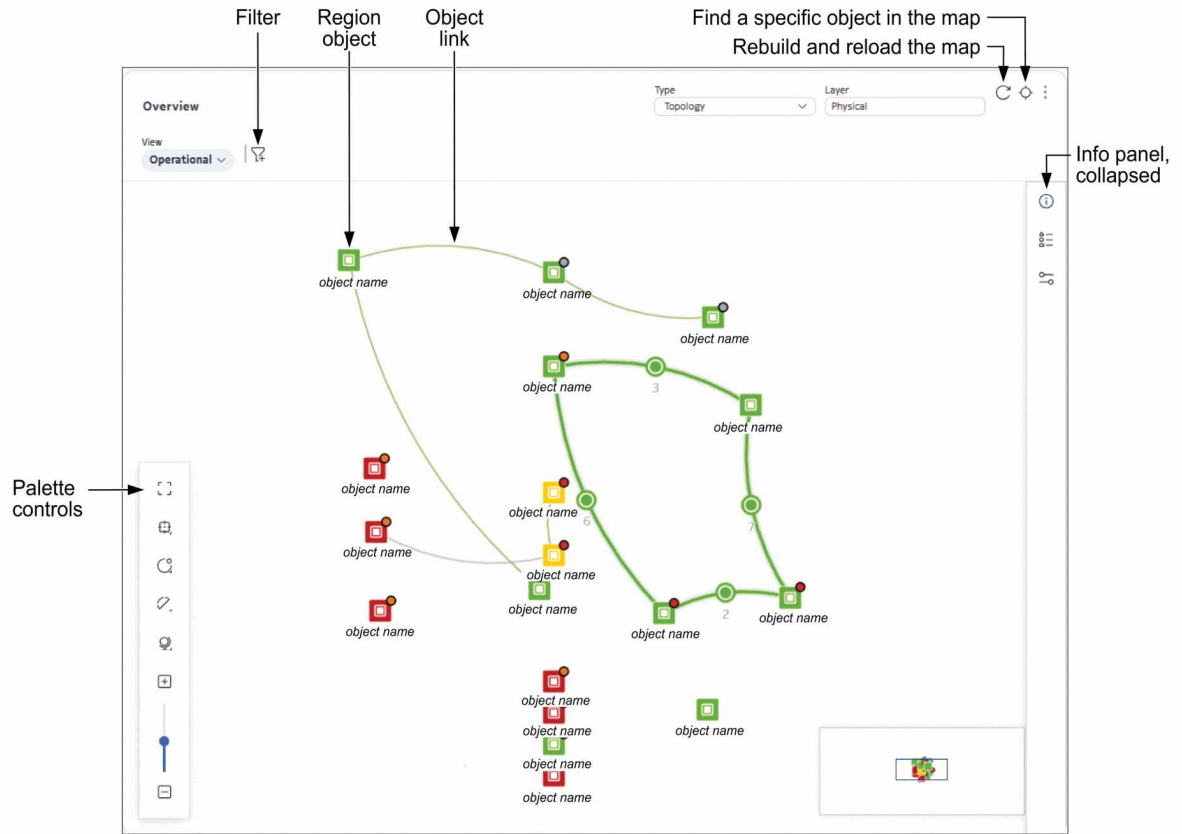 Filter
Region
object
Object
link
Find a specific object in the map
Rebuild and reload the map
Overview
Type
Topology
Layer
Physical
View
Operational
Info panel,
collapsed
object name
object name
object name
object name
3
object name
object name
object name
6
7
object name
object name
object name
object name
2
object name
object name
Palette
controls
object name
object name
object name
object name
object name